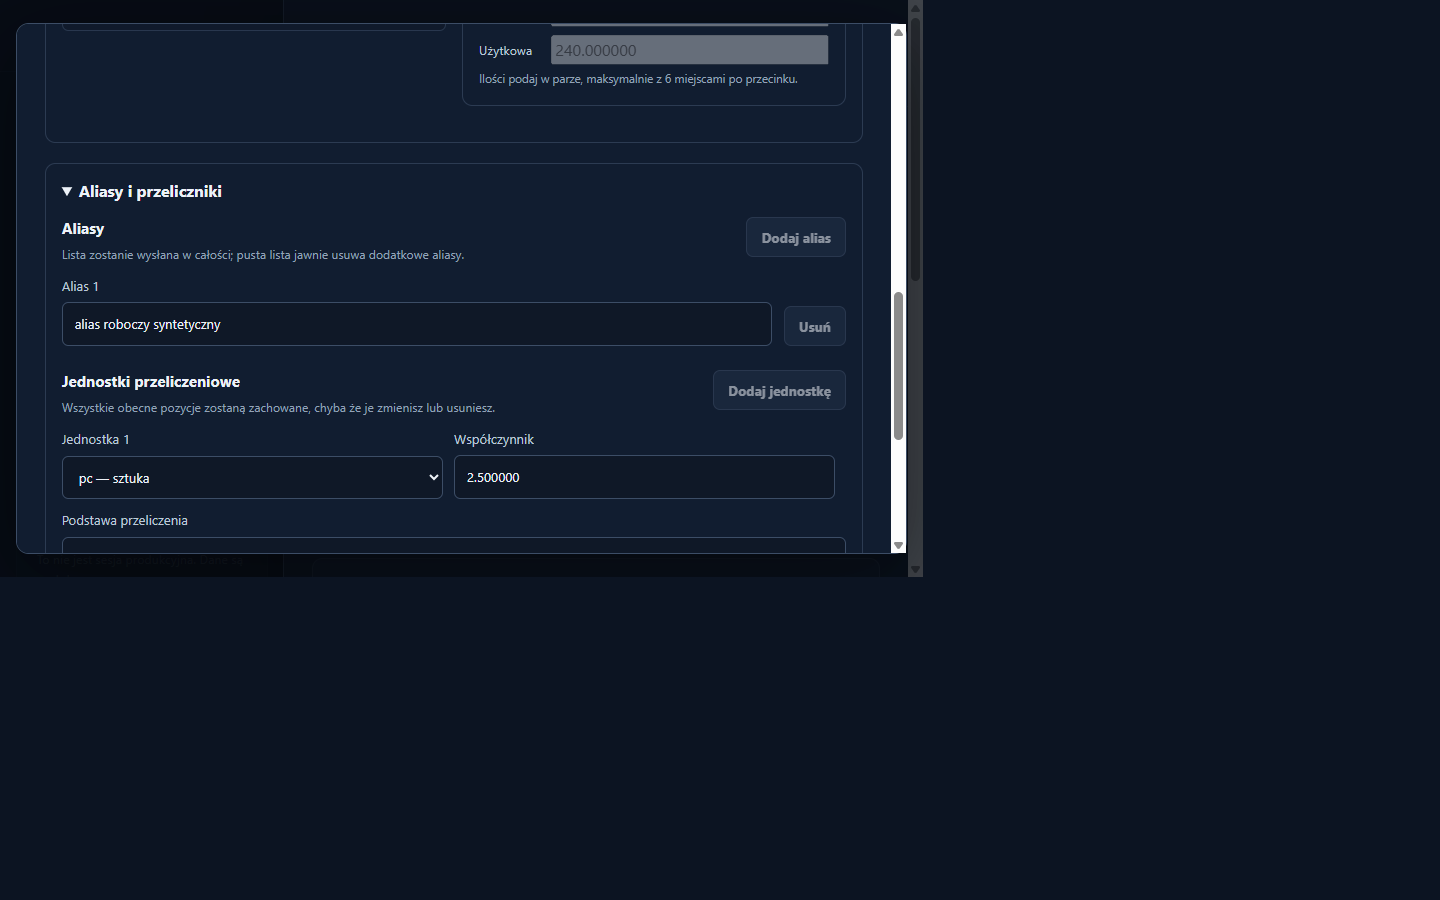 Użytkowa 240.000000
Ilości podaj w parze, maksymalnie z 6 miejscami po przecinku.
Aliasy i przeliczniki
Aliasy
Dodaj alias
Lista zostanie wysłana w całości; pusta lista jawnie usuwa dodatkowe aliasy.
Alias 1
alias roboczy syntetyczny
Usuń
Jednostki przeliczeniowe
Dodaj jednostkę
Wszystkie obecne pozycje zostaną zachowane, chyba że je zmienisz lub usuniesz.
Jednostka 1 Współczynnik
pc — sztuka 2.500000
Podstawa przeliczenia